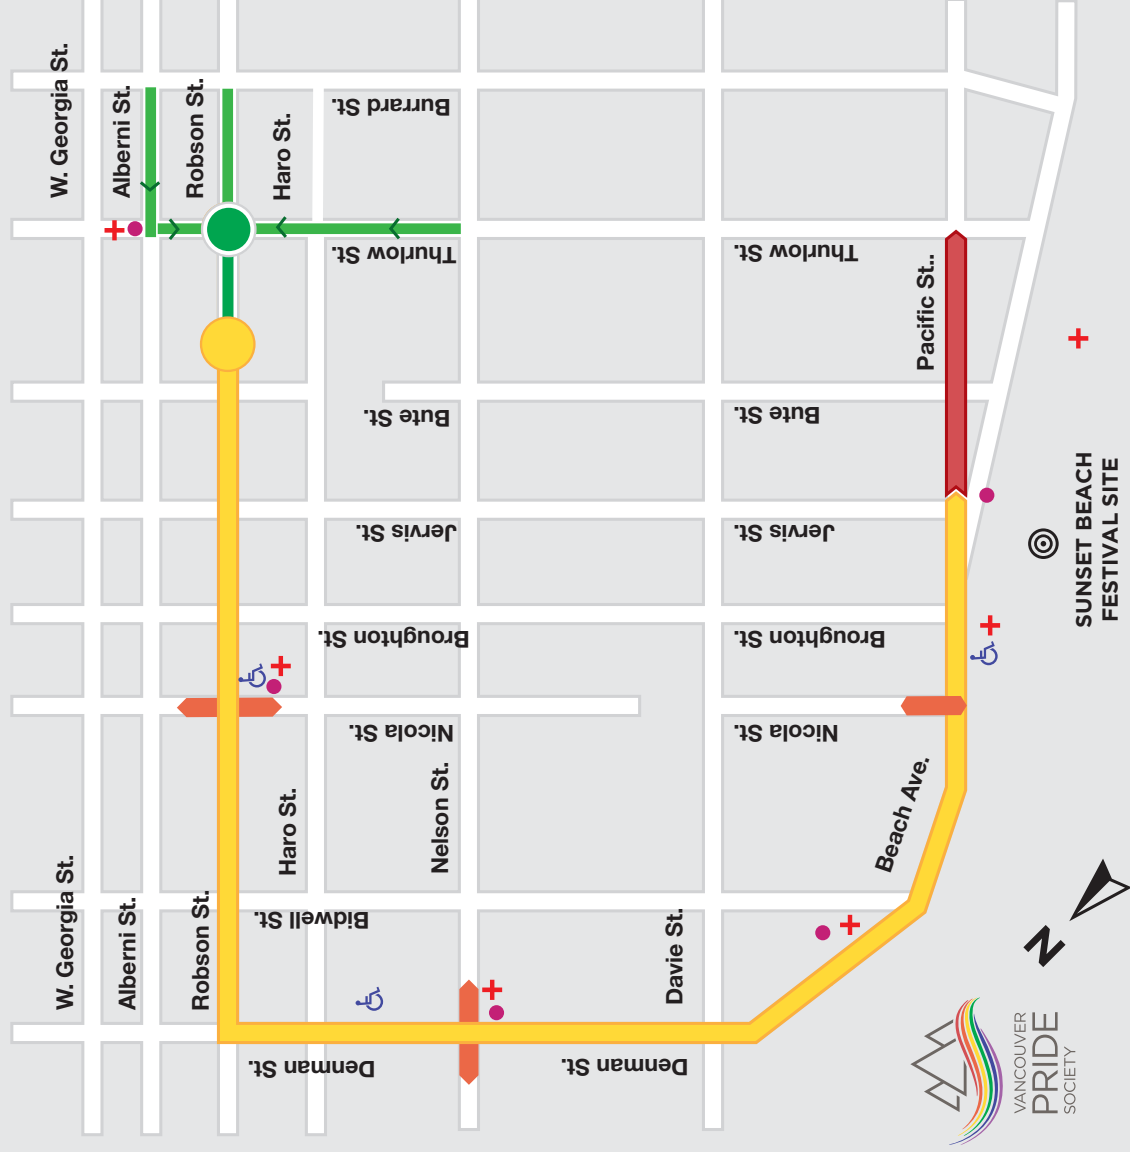 W. Georgia St.
Alberni St.
Robson St.
Haro St.
Burrard St.
Thurlow St.
Thurlow St.
Pacific St..
Bute St.
Bute St.
Jervis St.
Jervis St.
SUNSET BEACH
FESTIVAL SITE
Broughton St.
Broughton St.
Nicola St.
Nicola St.
Haro St.
Nelson St.
Beach Ave.
W. Georgia St.
Alberni St.
Robson St.
Bidwell St.
Davie St.
N
Denman St.
Denman St.
VANCOUVER
PRIDE
SOCIETY